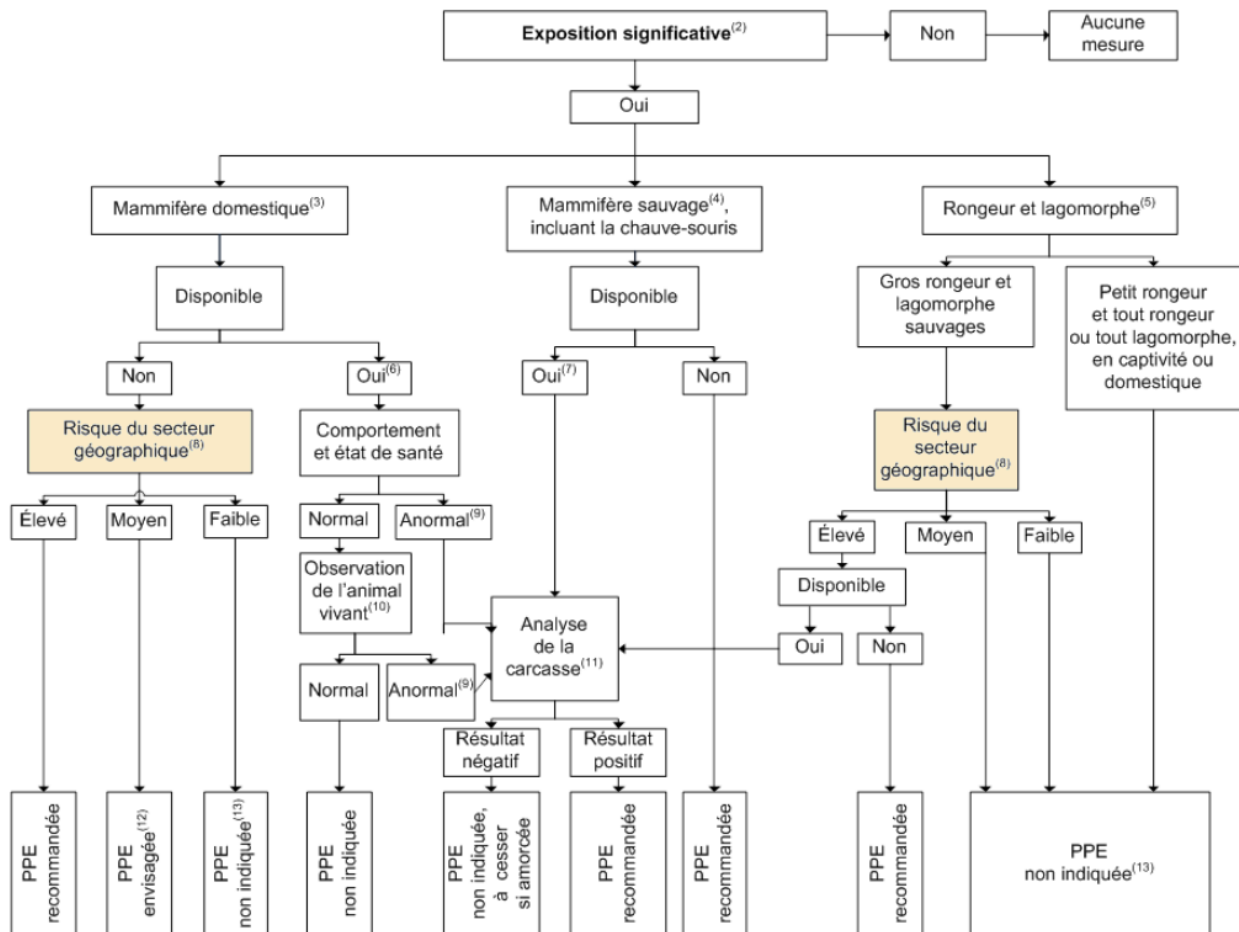 Exposition significative(2)
Non
Aucune
mesure
Oui
Mammifère domestique(3)
Mammifère sauvage(4),
incluant la chauve-souris
Rongeur et lagomorphe(5)
Disponible
Disponible
Gros rongeur et
lagomorphe
sauvages
Petit rongeur
et tout rongeur
ou tout lagomorphe,
en captivité ou
domestique
Non
Oui(6)
Oui(7)
Non
Risque du secteur
géographique(8)
Comportement
et état de santé
Risque du
secteur
géographique(8)
Élevé
Moyen
Faible
Normal
Anormal(9)
Élevé
Moyen
Faible
Observation
de l'animal
vivant(10)
Disponible
Analyse
de la
carcasse(11)
Oui
Non
Normal
Anormal(9)
Résultat
négatif
Résultat
positif
PPE
recommandée
PPE
envisagée(12)
PPE
non indiquée(13)
PPE
non indiquée
PPE
non indiquée,
à cesser
si amorcée
PPE
recommandée
PPE
recommandée
PPE
recommandée
PPE
non indiquée(13)